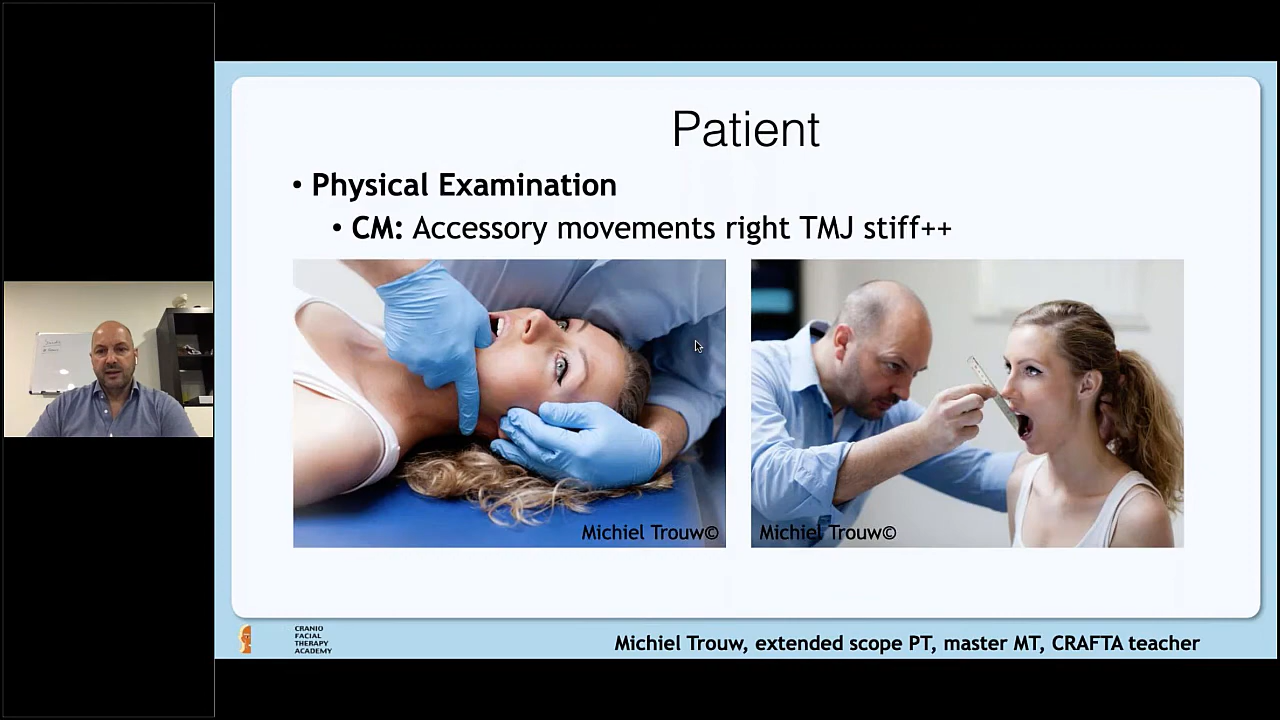 Patient
• Physical Examination
• CM: Accessory movements right TMJ stiff++
Michiel Trouw©
Michiel Trouw©
CRANIO
FACIAL
THERAPY
ACADEMY
Michiel Trouw, extended scope PT, master MT, CRAFTA teacher